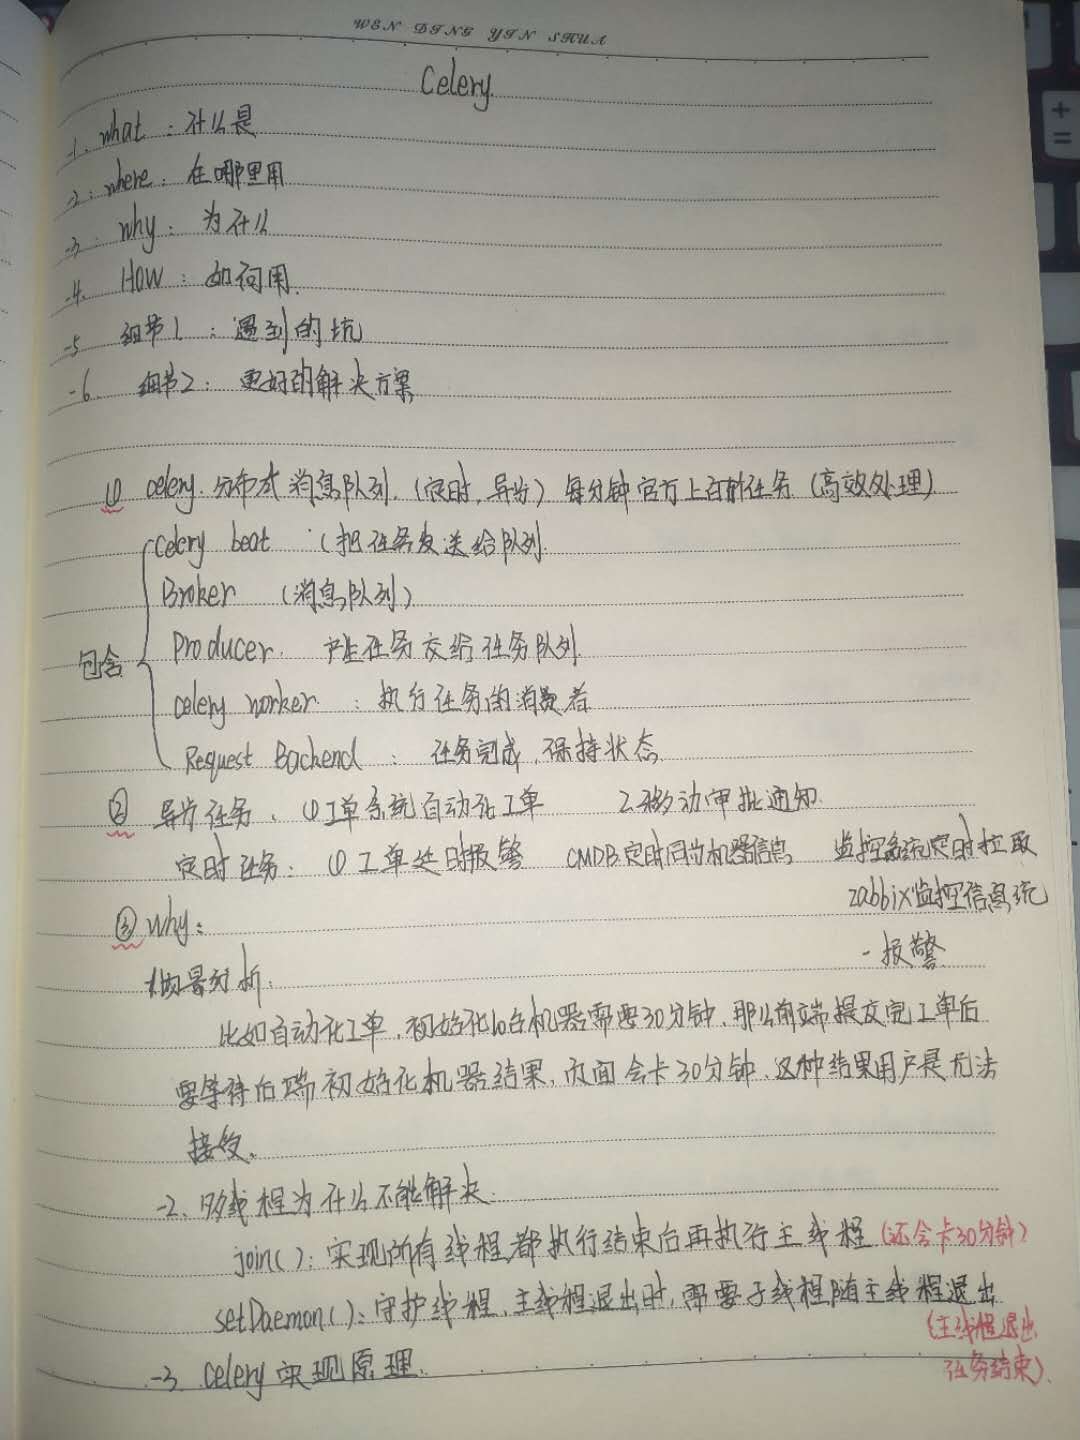 WEN DING YIN SHUA
Celery.
-1. what : 什么是
-2. where : 在哪里用
-3. why : 为什么
-4. HOW : 如何用.
-5 细节1 : 遇到的坑
-6. 细节2 : 更好的解决方案
① celery. 分布式 消息队列. (定时, 异步) 每分钟 官方上百万任务 (高效处理)
包含
celery beat : (把任务发送给队列.
Broker (消息队列)
Producer. 产生任务交给任务队列
celery worker : 执行任务的消费者
Request Backend : 任务完成, 保持状态.
② 异步任务、①工单系统自动化工单 2.移动审批通知.
定时任务: ①工单延时报警 CMDB定时同步机器信息 监控系统定时拉取
zabbix监控信息统
- 报警
③ why:
1.场景分析:
比如自动化工单, 初始化10台机器需要30分钟, 那么前端提交完工单后
要等待后端初始化机器结果, 页面会卡30分钟, 这种结果用户是无法
接受。
-2. 多线程为什么不能解决:
join(): 实现所有线程都执行结束后再执行主线程 (还会卡30分钟)
setDaemon(): 守护线程, 主线程退出时, 需要子线程随主线程退出
(主线程退出
任务结束).
-3. celery 实现原理.